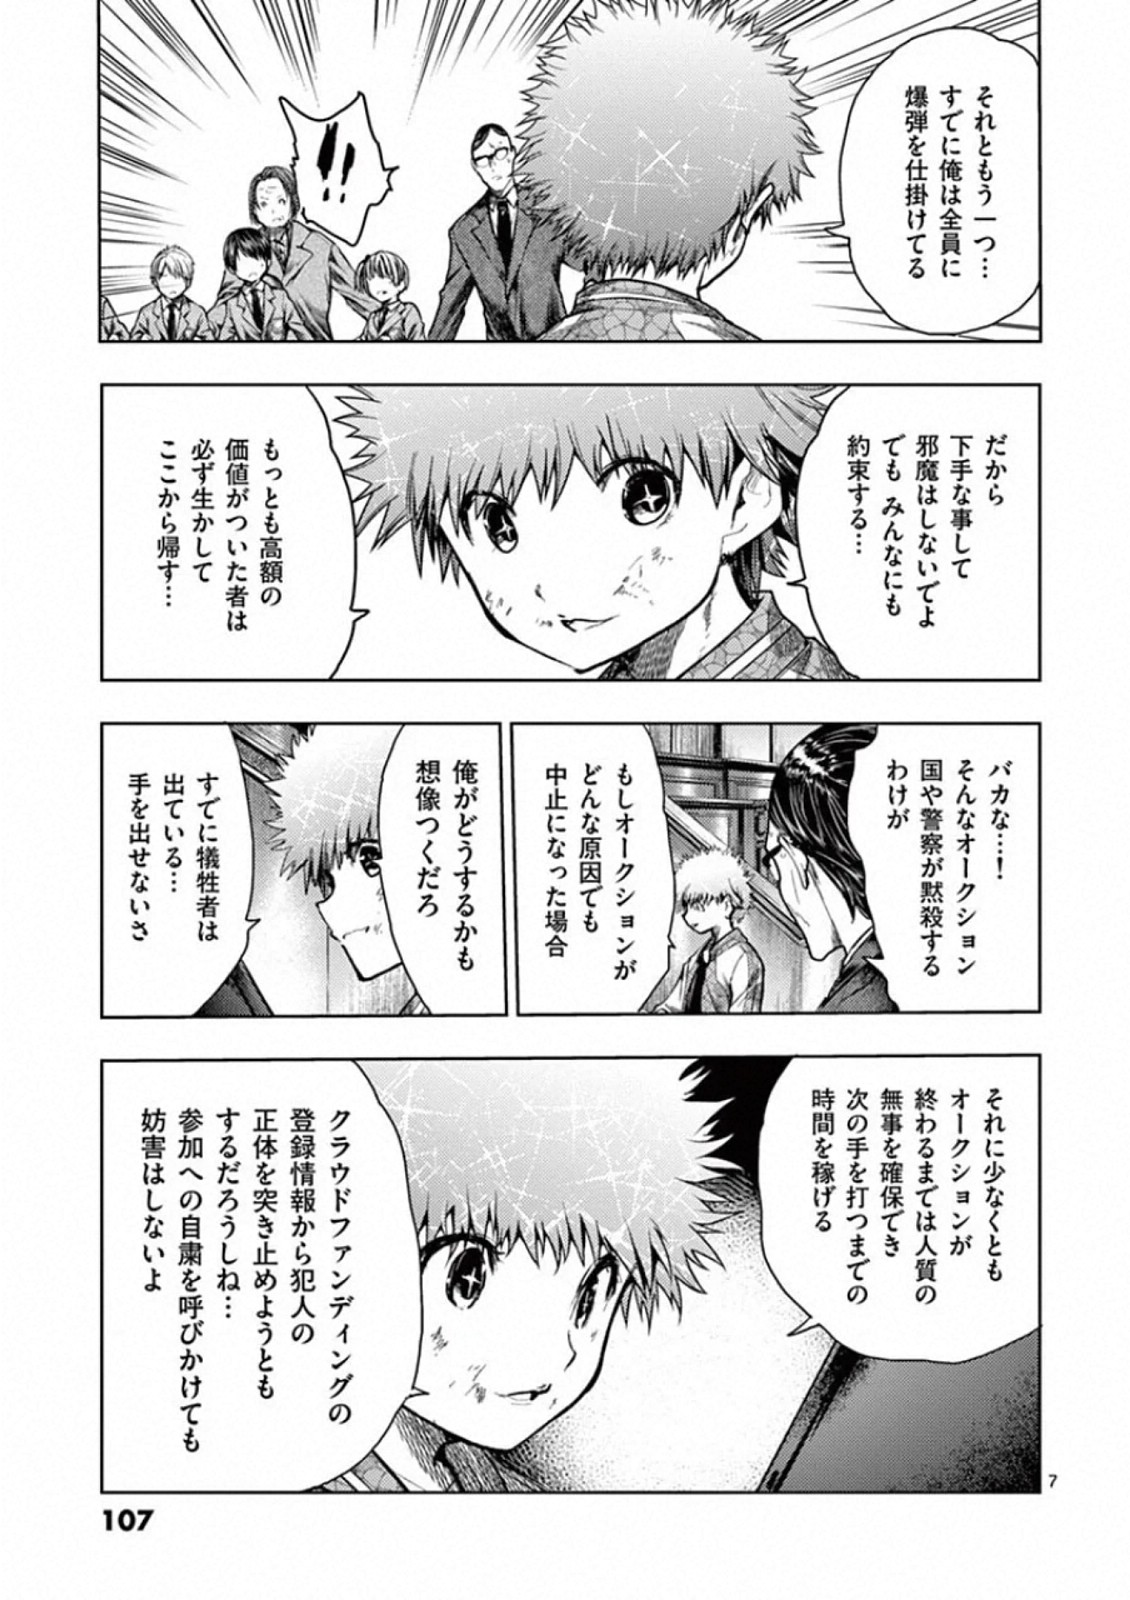 それともう一つ…
すでに俺は全員に
爆弾を仕掛けてる
!!
だから
下手な事して
邪魔はしないでよ
でも みんなにも
約束する…
もっとも高額の
価値がついた者は
必ず生かして
ここから帰す…
バカな…!
そんなオークション
国や警察が黙殺する
わけが
もしオークションが
どんな原因でも
中止になった場合
俺がどうするかも
想像つくだろ
すでに犠牲者は
出ている…
手を出せないさ
それに少なくとも
オークションが
終わるまでは人質の
無事を確保でき
次の手を打つまでの
時間を稼げる
クラウドファンディングの
登録情報から犯人の
正体を突き止めようとも
するだろうしね…
参加への自粛を呼びかけても
妨害はしないよ
7
107